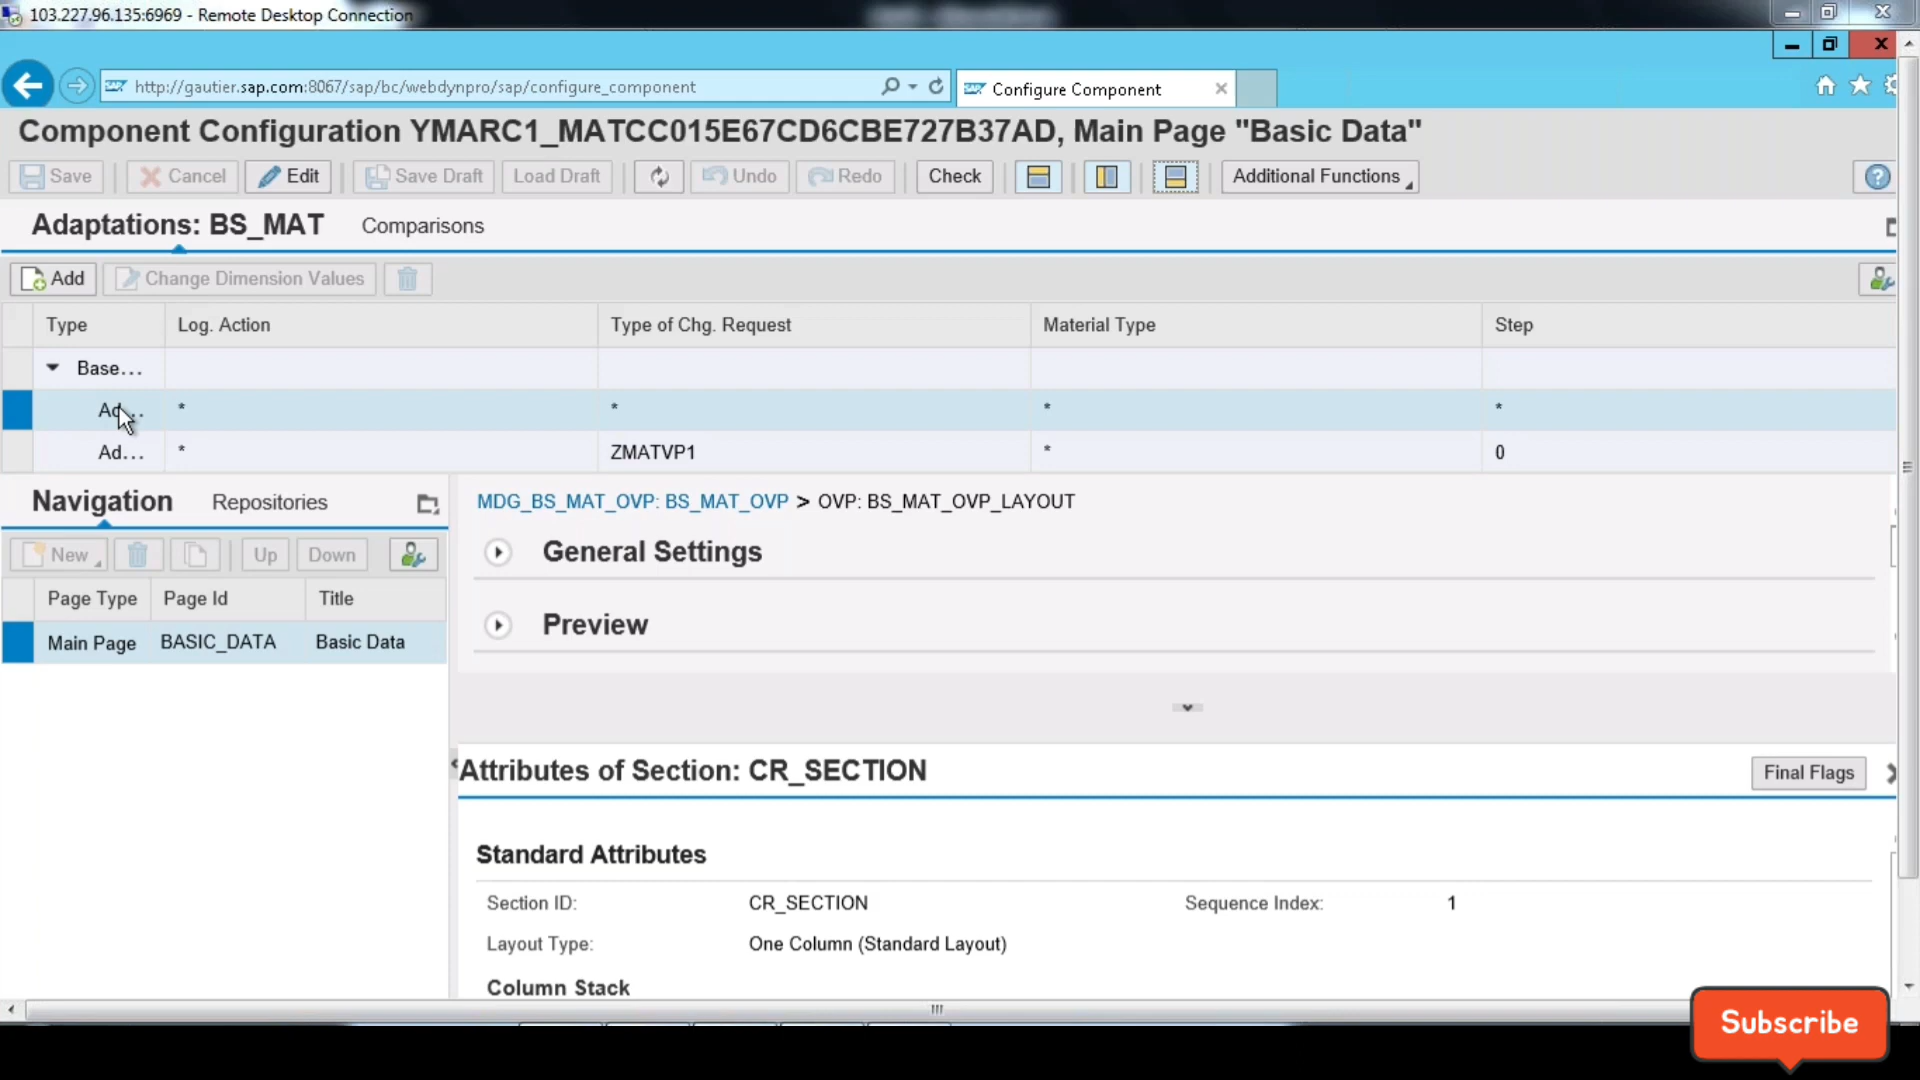 103.227.96.135:6969 - Remote Desktop Connection
http://gautier.sap.com:8067/sap/bc/webdynpro/sap/configure_component
Configure Component
Component Configuration YMARC1_MATCC015E67CD6CBE727B37AD, Main Page "Basic Data"
Save Cancel Edit Save Draft Load Draft Undo Redo Check Additional Functions
Adaptations: BS_MAT Comparisons
Add Change Dimension Values
Type Log. Action Type of Chg. Request Material Type Step
Base...
Ad... * * * *
Ad... * ZMATVP1 * 0
Navigation Repositories
New Up Down
Page Type Page Id Title
Main Page BASIC_DATA Basic Data
MDG_BS_MAT_OVP: BS_MAT_OVP > OVP: BS_MAT_OVP_LAYOUT
General Settings
Preview
Attributes of Section: CR_SECTION Final Flags
Standard Attributes
Section ID: CR_SECTION Sequence Index: 1
Layout Type: One Column (Standard Layout)
Column Stack
Subscribe